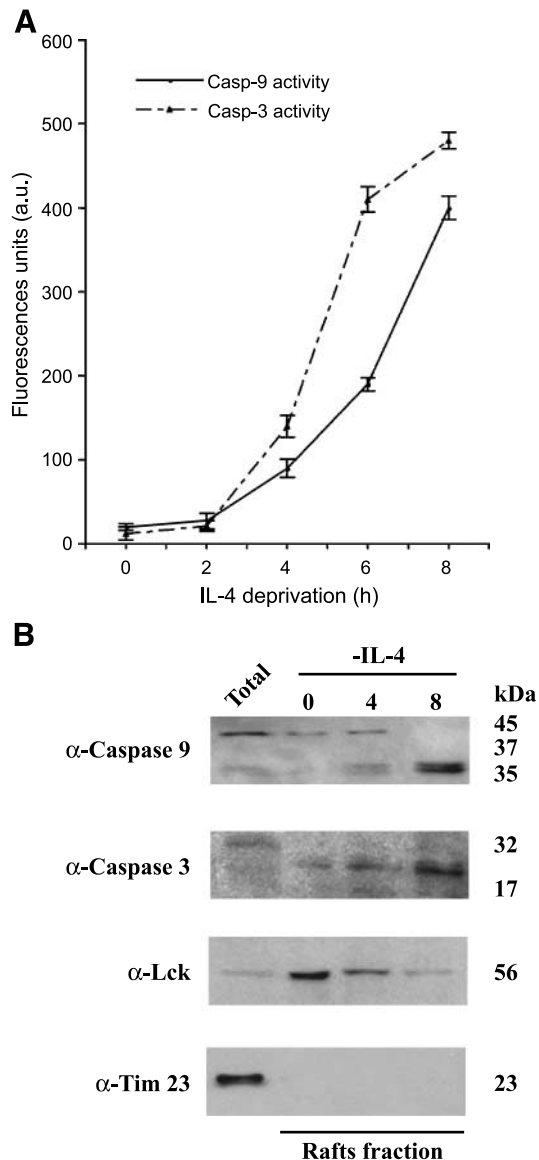 A
600
500
400
300
200
100
0
Fluorescences units (a.u.)
Casp-9 activity
Casp-3 activity
0 2 4 6 8
IL-4 deprivation (h)
B
-IL-4
Total 0 4 8 kDa
α-Caspase 9
45
37
35
α-Caspase 3
32
17
α-Lck 56
α-Tim 23 23
Rafts fraction